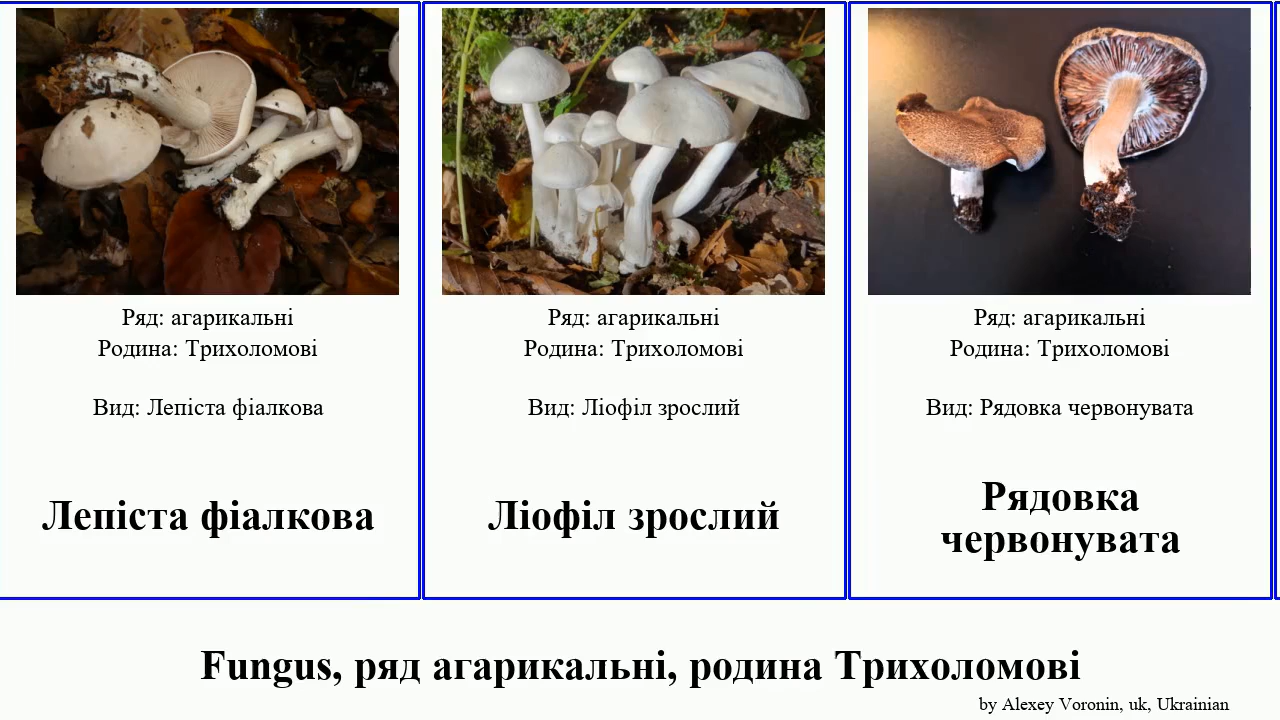 Ряд: агарикальні
Родина: Трихоломові
Вид: Лепіста фіалкова
Лепіста фіалкова
Ряд: агарикальні
Родина: Трихоломові
Вид: Ліофіл зрослий
Ліофіл зрослий
Ряд: агарикальні
Родина: Трихоломові
Вид: Рядовка червонувата
Рядовка
червонувата
Fungus, ряд агарикальні, родина Трихоломові
by Alexey Voronin, uk, Ukrainian